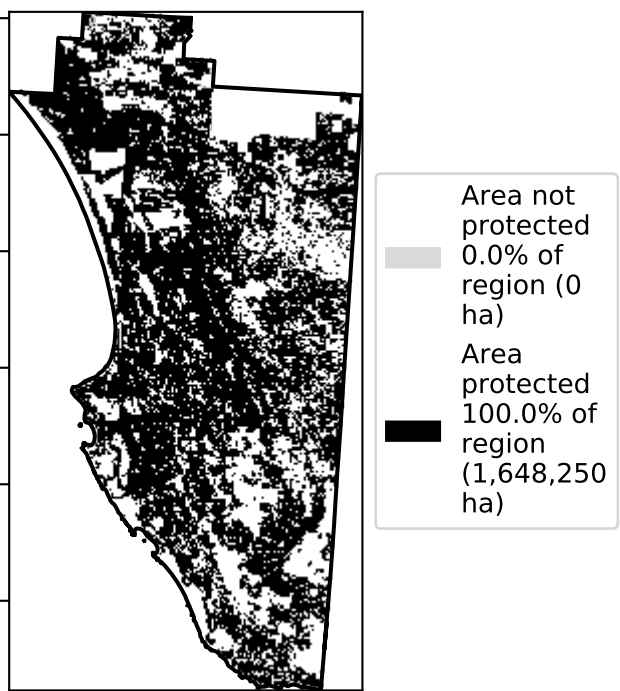 Area not
protected
0.0% of
region (0
ha)
Area
protected
100.0% of
region
(1,648,250
ha)